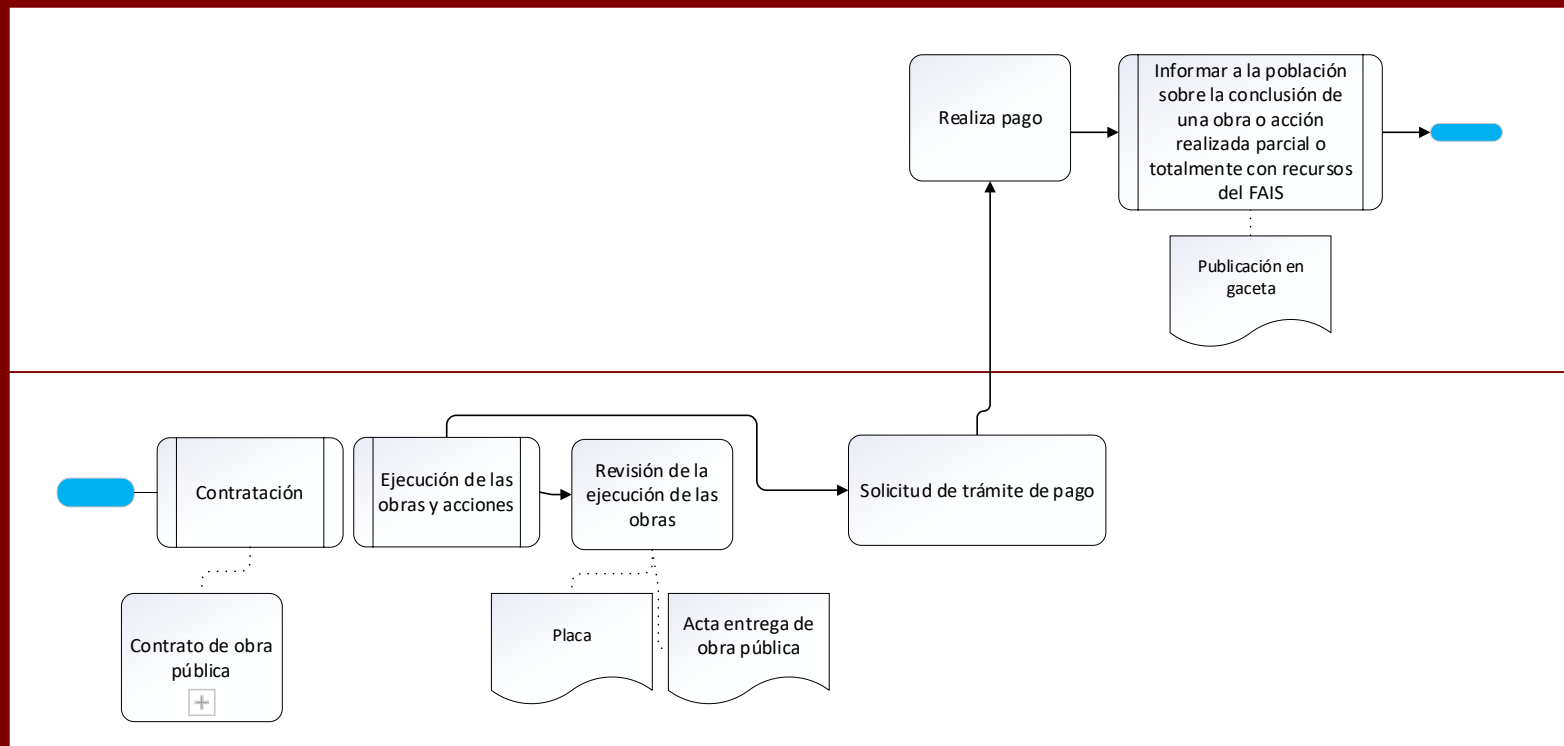 Realiza pago
Informar a la población
sobre la conclusión de
una obra o acción
realizada parcial o
totalmente con recursos
del FAIS
Publicación en
gaceta
Contratación
Ejecución de las
obras y acciones
Revisión de la
ejecución de las
obras
Solicitud de trámite de pago
Contrato de obra
pública
Placa
Acta entrega de
obra pública